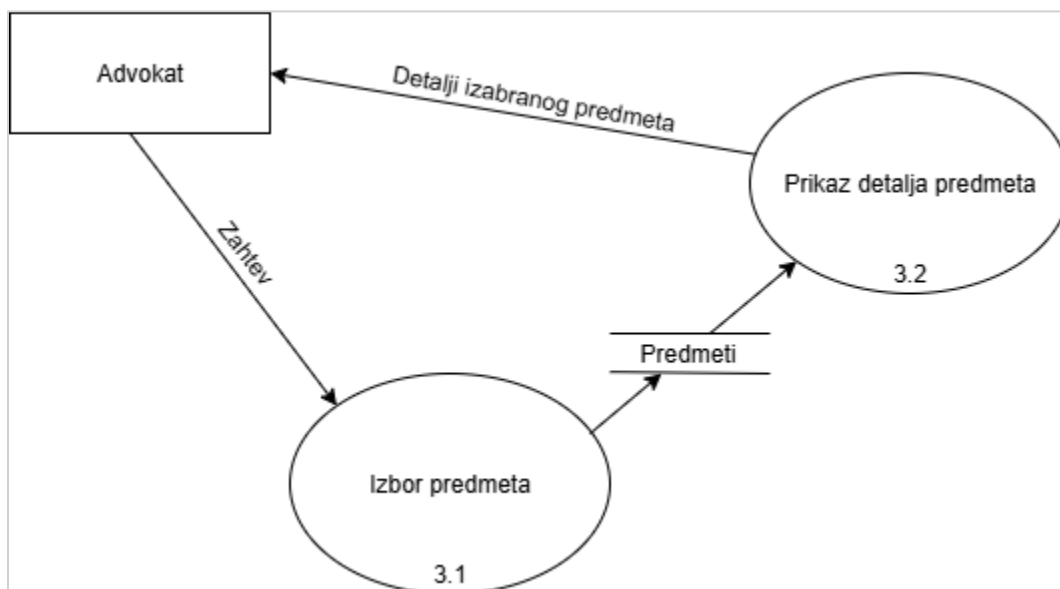 Advokat
Detalji izabranog predmeta
Prikaz detalja predmeta
3.2
Zahtev
Predmeti
Izbor predmeta
3.1